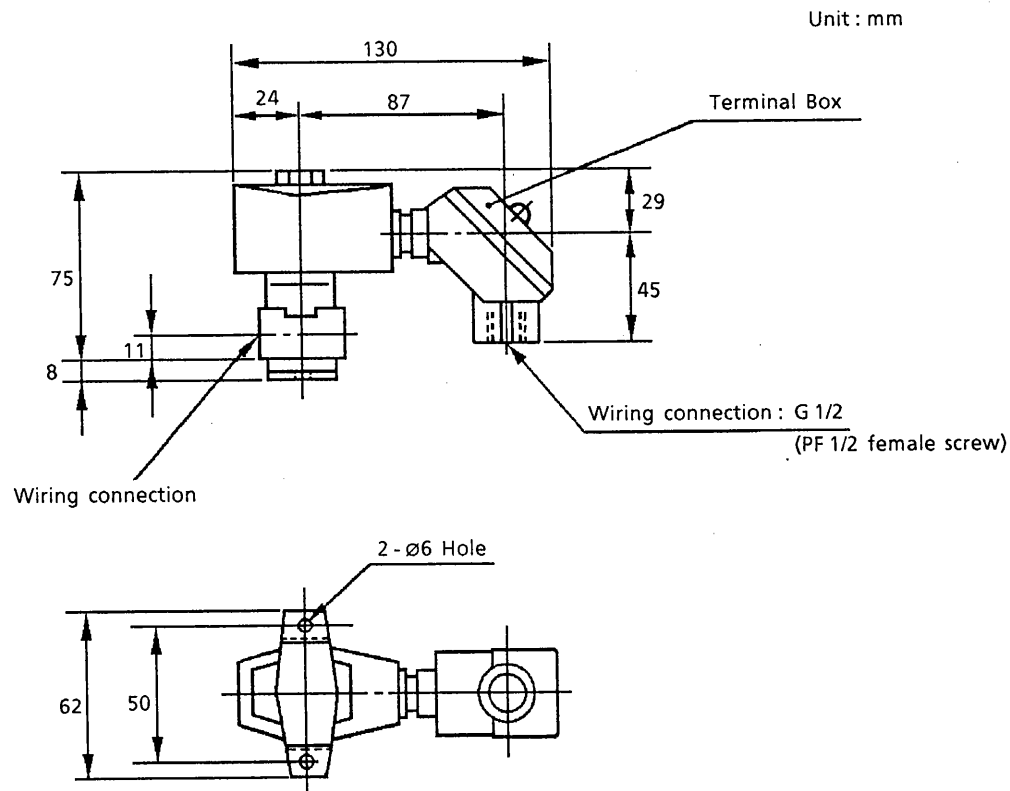 Unit : mm
130
24
87
Terminal Box
29
75
45
11
8
Wiring connection : G 1/2
(PF 1/2 female screw)
Wiring connection
2 - ø6 Hole
62
50